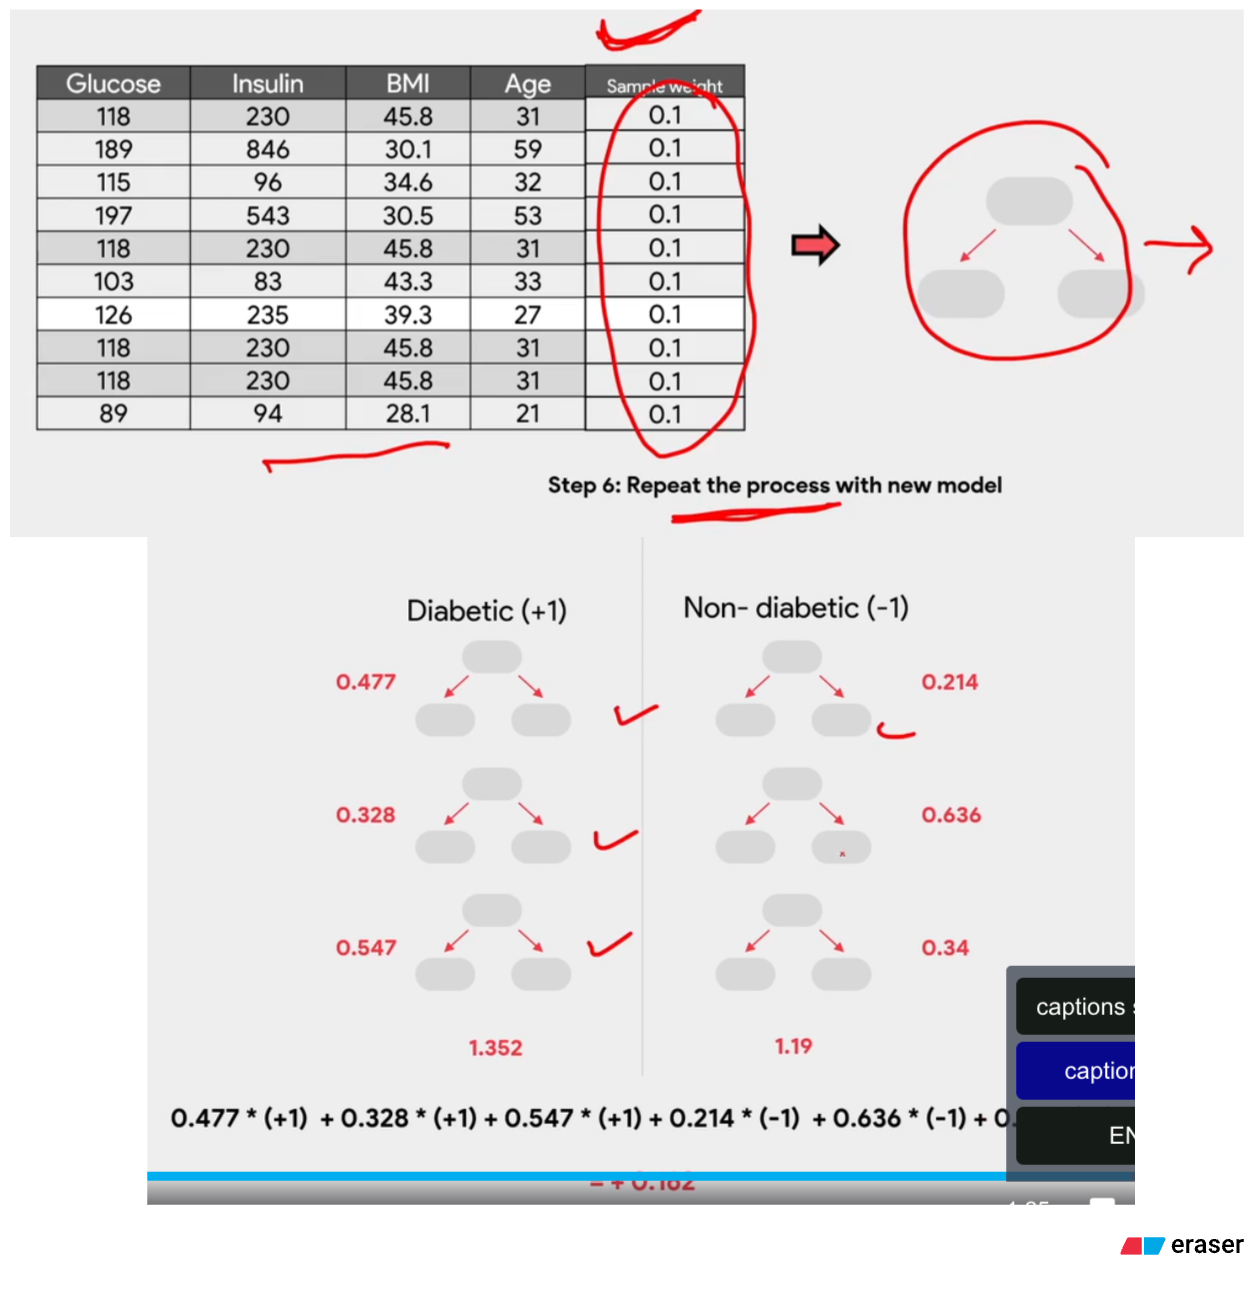 Glucose Insulin BMI Age Sample weight
118 230 45.8 31 0.1
189 846 30.1 59 0.1
115 96 34.6 32 0.1
197 543 30.5 53 0.1
118 230 45.8 31 0.1
103 83 43.3 33 0.1
126 235 39.3 27 0.1
118 230 45.8 31 0.1
118 230 45.8 31 0.1
89 94 28.1 21 0.1
Step 6: Repeat the process with new model
Diabetic (+1) Non- diabetic (-1)
0.477 0.214
0.328 0.636
0.547 0.34
captions
1.352 1.19
0.477 * (+1) + 0.328 * (+1) + 0.547 * (+1) + 0.214 * (-1) + 0.636 * (-1) + 0.
EN
= + 0.162
eraser